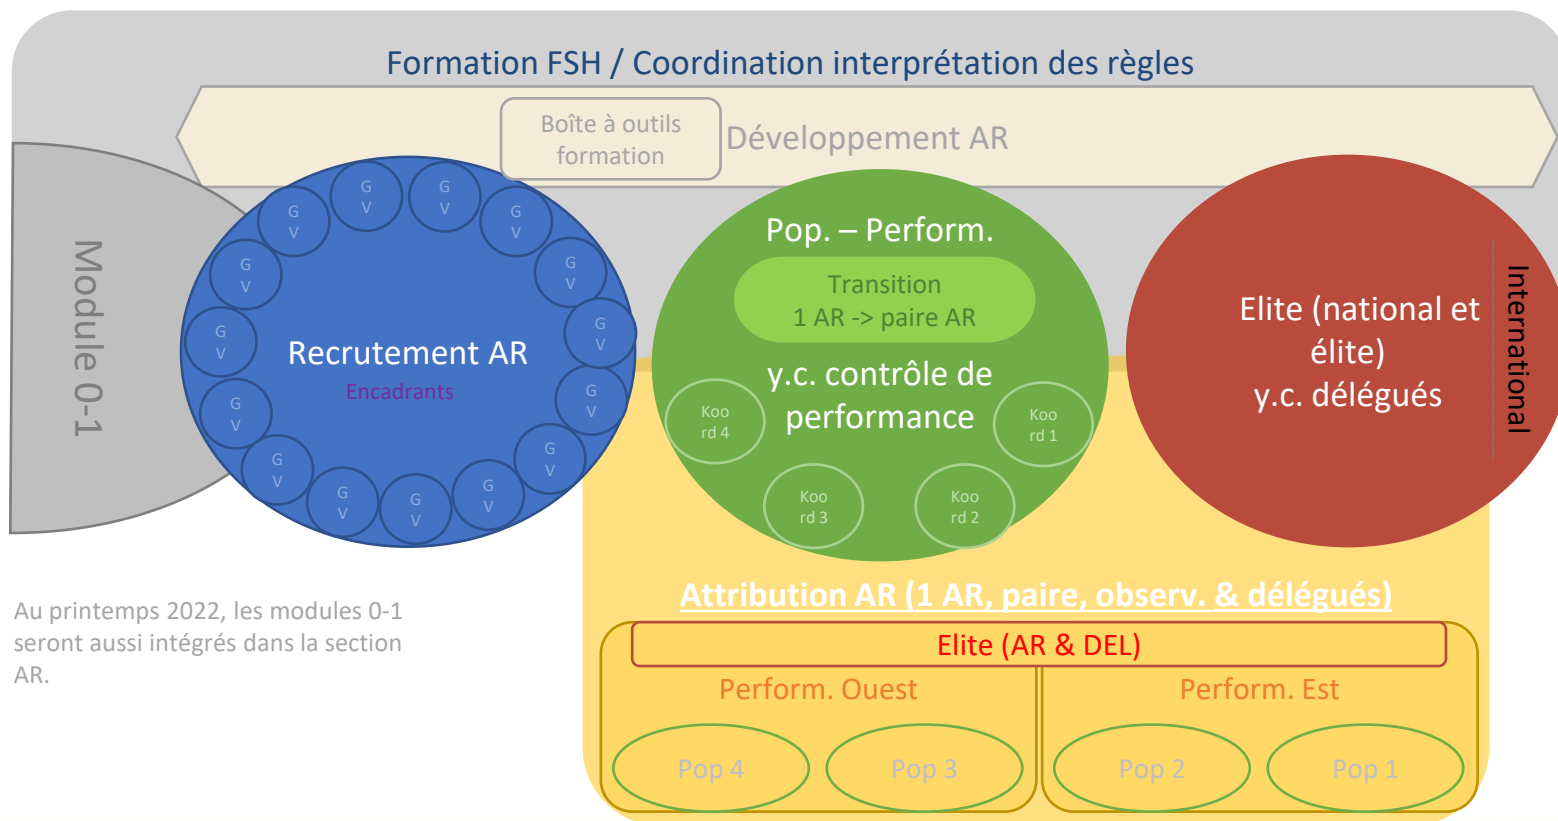 Formation FSH / Coordination interprétation des règles
Boîte à outils
formation
Développement AR
Module 0-1
G
V
G
V
G
V
G
V
G
V
G
V
G
V
G
V
G
V
G
V
G
V
G
V
G
V
G
V
G
V
Recrutement AR
Encadrants
Pop. – Perform.
Transition
1 AR -> paire AR
y.c. contrôle de
performance
Koo
rd 4
Koo
rd 3
Koo
rd 2
Koo
rd 1
Elite (national et
élite)
y.c. délégués
International
Au printemps 2022, les modules 0-1
seront aussi intégrés dans la section
AR.
Attribution AR (1 AR, paire, observ. & délégués)
Elite (AR & DEL)
Perform. Ouest
Perform. Est
Pop 4
Pop 3
Pop 2
Pop 1